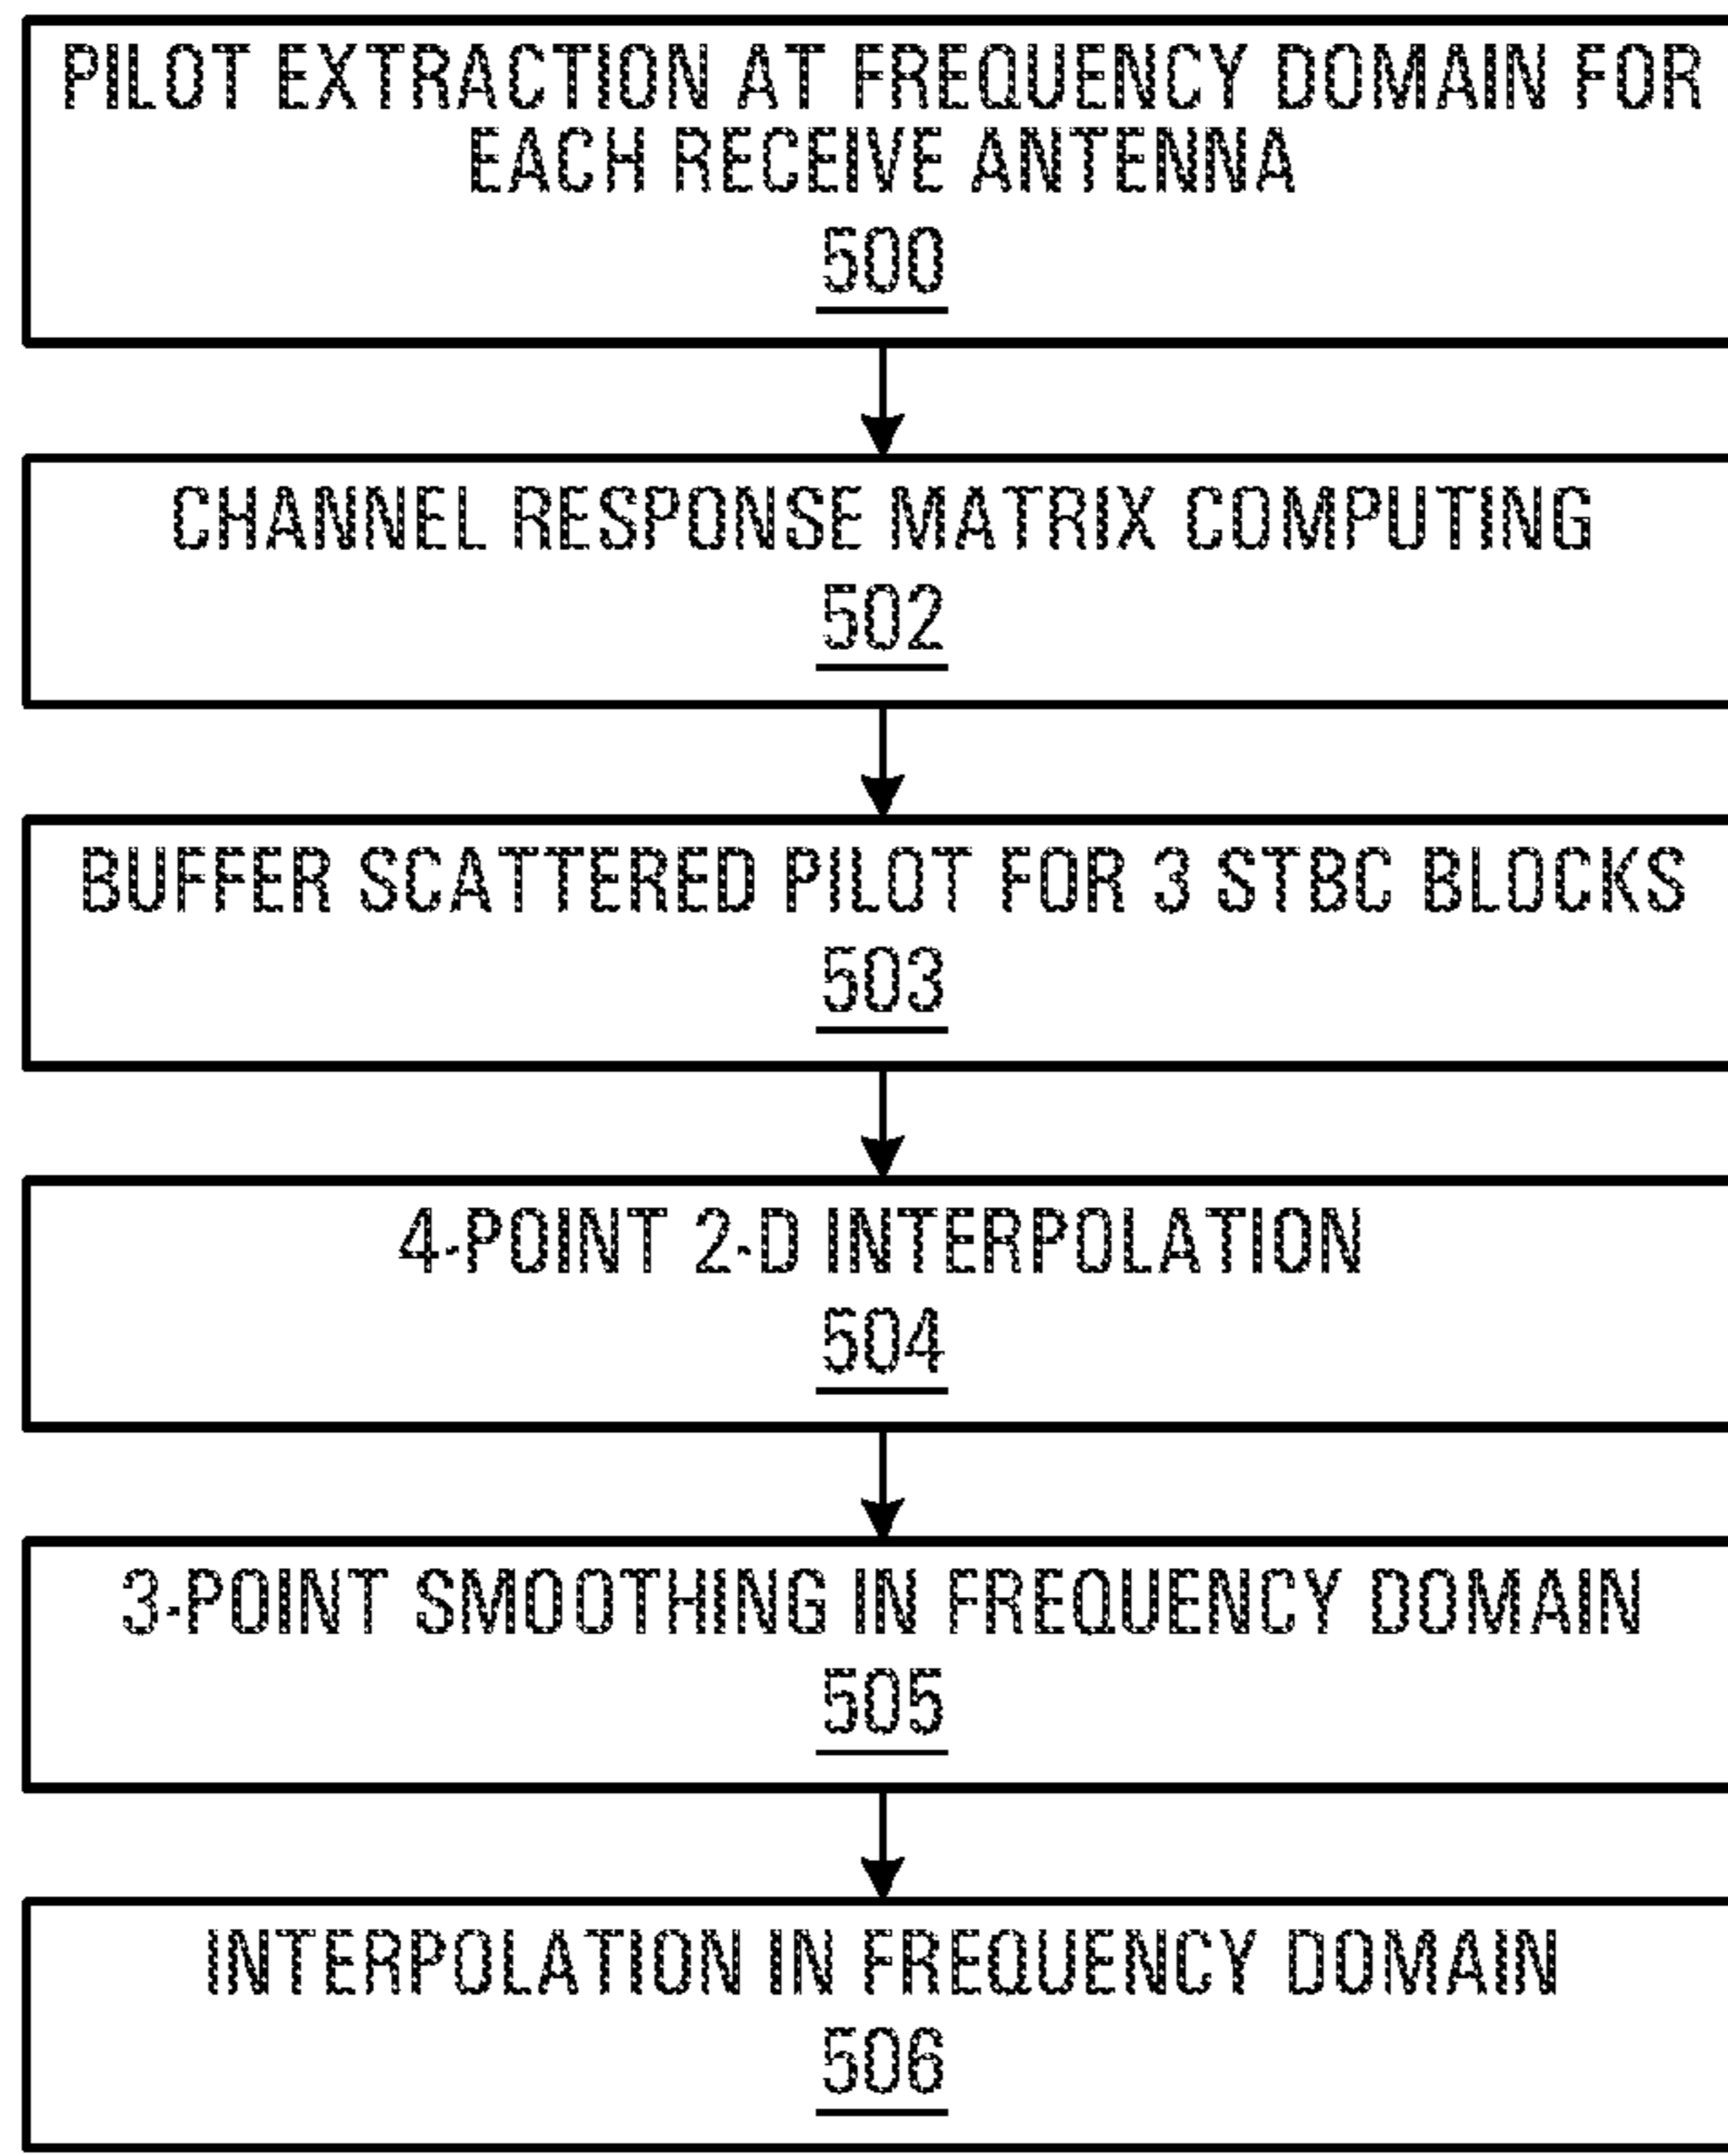 PILOT EXTRACTION AT FREQUENCY DOMAIN FOR
EACH RECEIVE ANTENNA
500
CHANNEL RESPONSE MATRIX COMPUTING
502
BUFFER SCATTERED PILOT FOR 3 STBC BLOCKS
503
4-POINT 2-D INTERPOLATION
504
3-POINT SMOOTHING IN FREQUENCY DOMAIN
505
INTERPOLATION IN FREQUENCY DOMAIN
506